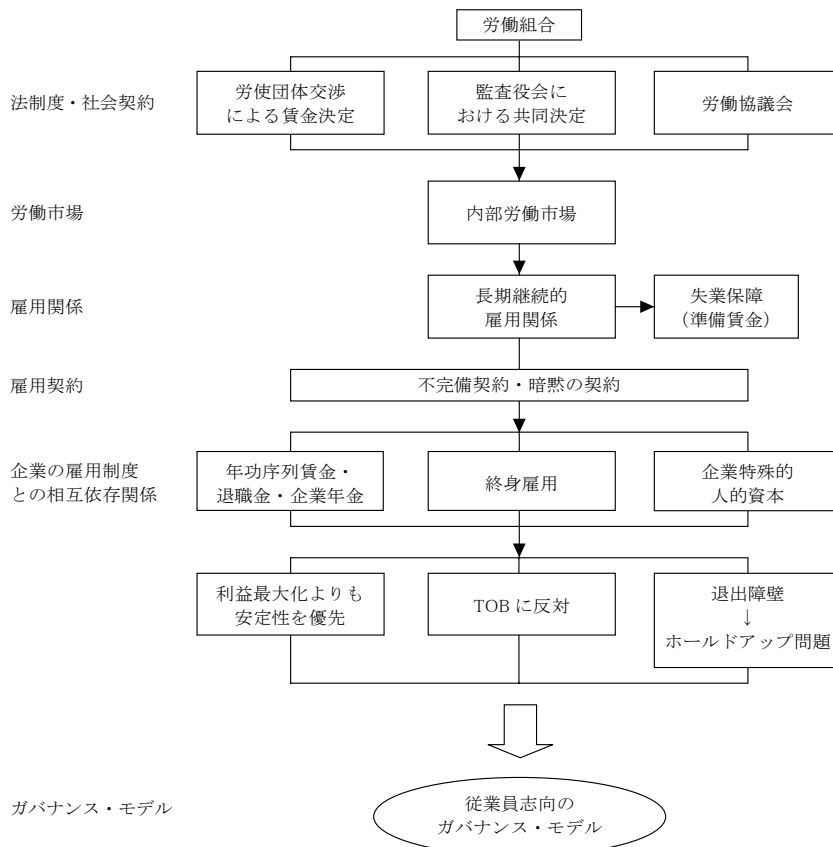 労働組合
法制度・社会契約
労使団体交渉
による賃金決定
監査役会に
おける共同決定
労働協議会
労働市場
内部労働市場
雇用関係
長期継続的
雇用関係
失業保障
（準備賃金）
雇用契約
不完備契約・暗黙の契約
企業の雇用制度
との相互依存関係
年功序列賃金・
退職金・企業年金
終身雇用
企業特殊的
人的資本
利益最大化よりも
安定性を優先
TOB に反対
退出障壁
↓
ホールドアップ問題
ガバナンス・モデル
従業員志向の
ガバナンス・モデル